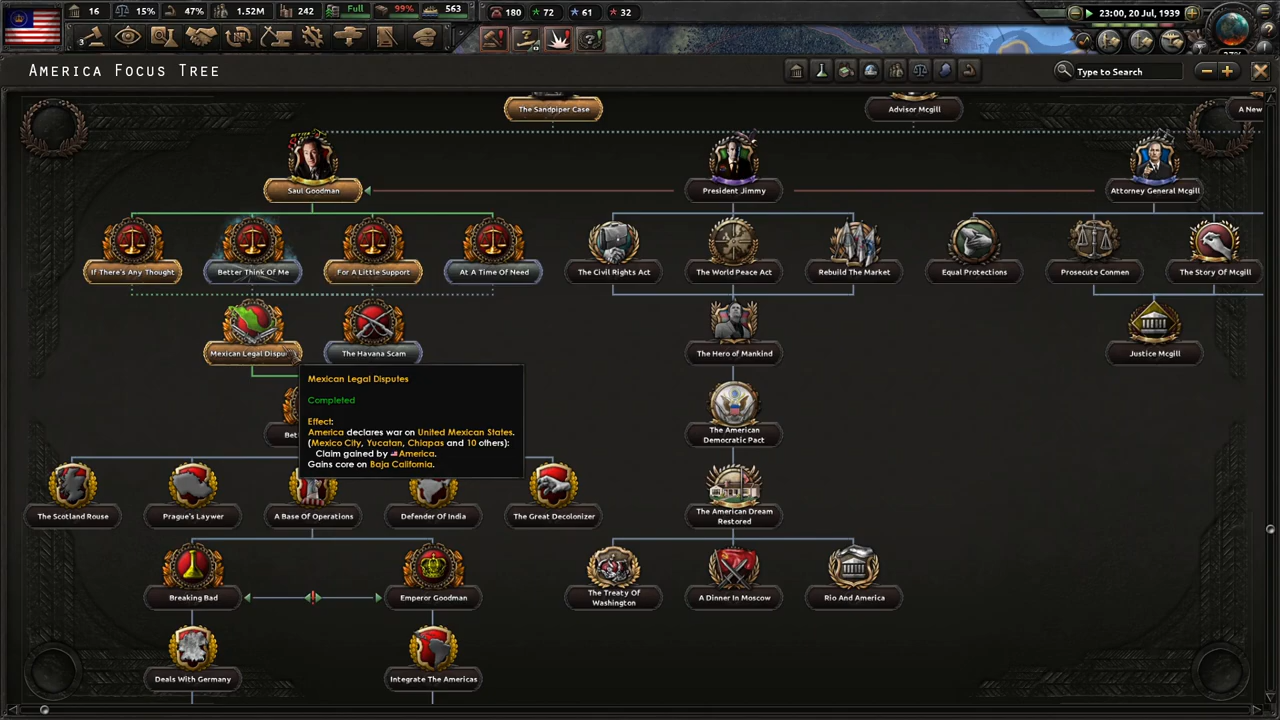 16 15% 47% 1.52M 242 Full 99% 563 180 72 61 32 23:00, 20 Jul, 1939
America Focus Tree
Type to Search
The Sandpiper Case
Advisor Mcgill
A New
Saul Goodman
President Jimmy
Attorney General Mcgill
If There's Any Thought
Better Think Of Me
For A Little Support
At A Time Of Need
The Civil Rights Act
The World Peace Act
Rebuild The Market
Equal Protections
Prosecute Conmen
The Story Of Mcgill
Mexican Legal Dispu
The Havana Scam
The Hero of Mankind
Justice Mcgill
Mexican Legal Disputes
Completed
Effect:
America declares war on United Mexican States.
(Mexico City, Yucatan, Chiapas and 10 others):
Claim gained by America.
Gains core on Baja California.
Bet
The American
Democratic Pact
The Scotland Rouse
Prague's Laywer
A Base Of Operations
Defender Of India
The Great Decolonizer
The American Dream
Restored
Breaking Bad
Emperor Goodman
The Treaty Of
Washington
A Dinner In Moscow
Rio And America
Deals With Germany
Integrate The Americas